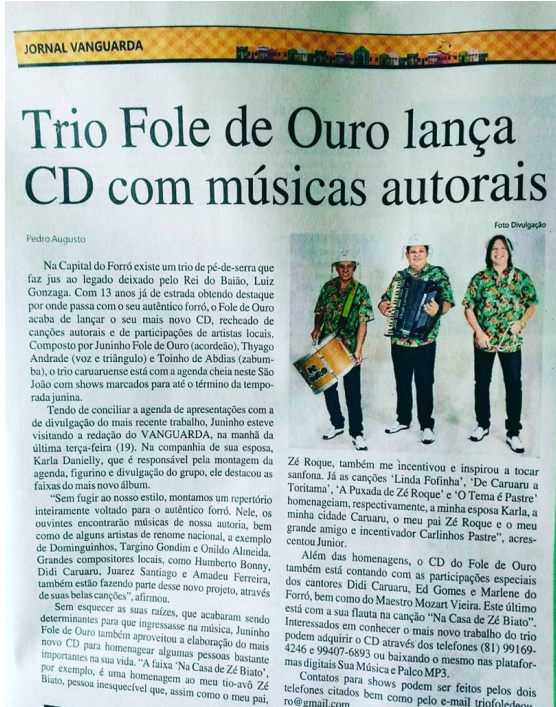 JORNAL VANGUARDA
Trio Fole de Ouro lança
CD com músicas autorais
Foto Divulgação
Pedro Augusto
Na Capital do Forró existe um trio de pé-de-serra que
faz jus ao legado deixado pelo Rei do Baião, Luiz
Gonzaga. Com 13 anos já de estrada obtendo destaque
por onde passa com o seu autêntico forró, o Fole de Ouro
acaba de lançar o seu mais novo CD, recheado de
canções autorais e de participações de artistas locais.
Composto por Juninho Fole de Ouro (acordeão), Thyago
Andrade (voz e triângulo) e Toinho de Abdias (zabum-
ba), o trio caruaruense está com a agenda cheia neste São
João com shows marcados para até o término da tempo-
rada junina.
Tendo de conciliar a agenda de apresentações com a
de divulgação do mais recente trabalho, Juninho esteve
visitando a redação do VANGUARDA, na manhã da
última terça-feira (19). Na companhia de sua esposa,
Karla Danielly, que é responsável pela montagem da
agenda, figurino e divulgação do grupo, ele destacou as
faixas do mais novo álbum.
“Sem fugir ao nosso estilo, montamos um repertório
inteiramente voltado para o autêntico forró. Nele, os
ouvintes encontrarão músicas de nossa autoria, bem
como de alguns artistas de renome nacional, a exemplo
de Dominguinhos, Targino Gondim e Onildo Almeida.
Grandes compositores locais, como Humberto Bonny,
Didi Caruaru, Juarez Santiago e Amadeu Ferreira,
também estão fazendo parte desse novo projeto, através
de suas belas canções”, afirmou.
Sem esquecer as suas raízes, que acabaram sendo
determinantes para que ingressasse na música, Juninho
Fole de Ouro também aproveitou a elaboração do mais
novo CD para homenagear algumas pessoas bastante
importantes na sua vida. “A faixa ‘Na Casa de Zé Biato’,
por exemplo, é uma homenagem ao meu tio-avô Zé
Biato, pessoa inesquecível que, assim como o meu pai,
Zé Roque, também me incentivou e inspirou a tocar
sanfona. Já as canções ‘Linda Fofinha’, ‘De Caruaru a
Toritama’, ‘A Puxada de Zé Roque’ e ‘O Tema é Pastre’
homenageiam, respectivamente, a minha esposa Karla, a
minha cidade Caruaru, o meu pai Zé Roque e o meu
grande amigo e incentivador Carlinhos Pastre”, acres-
centou Junior.
Além das homenagens, o CD do Fole de Ouro
também está contando com as participações especiais
dos cantores Didi Caruaru, Ed Gomes e Marlene do
Forró, bem como do Maestro Mozart Vieira. Este último
está com a sua flauta na canção “Na Casa de Zé Biato”.
Interessados em conhecer o mais novo trabalho do trio
podem adquirir o CD através dos telefones (81) 99169-
4246 e 99407-6893 ou baixando o mesmo nas platafor-
mas digitais Sua Música e Palco MP3.
Contatos para shows podem ser feitos pelos dois
telefones citados bem como pelo e-mail triofoledeou
ro@gmail.com